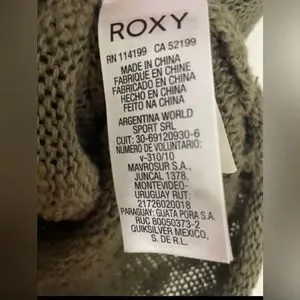 ROXY
RN 114199 CA 52199
MADE IN CHINA
FABRIQUE EN CHINE
FABRICADO EN CHINA
HECHO EN CHINA
FEITO NA CHINA
ARGENTINA WORLD
SPORT SRL
CUIT: 30-69120930-6
NUMERO DE VOLUNTARIO:
v-310/10
MAVROSUR S.A.,
JUNCAL 1378,
MONTEVIDEO-
URUGUAY RUT:
21726020018
PARAGUAY: GUATA PORA S.A.
RUC 80050373-2
QUIKSILVER MEXICO,
S. DE R.L.